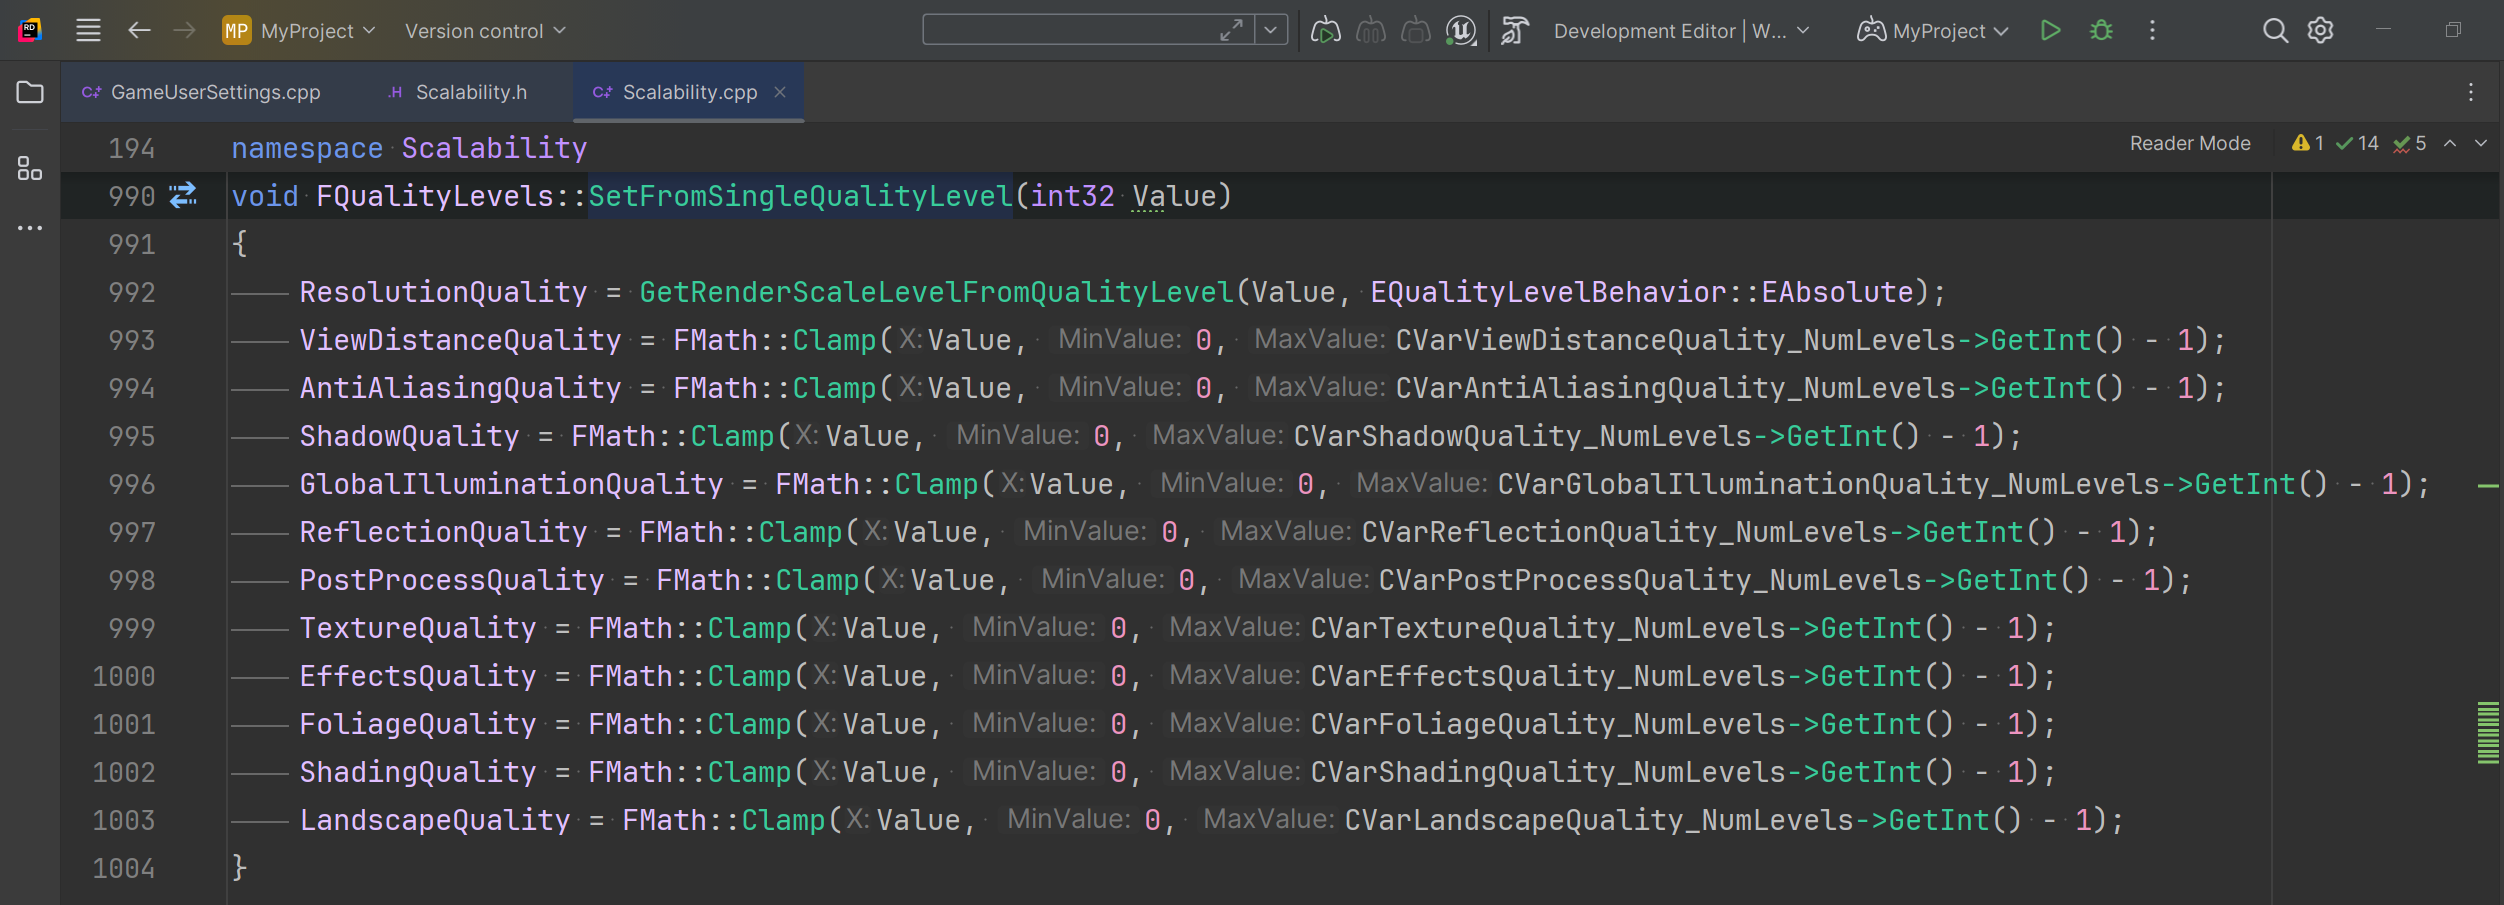 RD MP MyProject Version control Development Editor | W... MyProject
C+ GameUserSettings.cpp .H Scalability.h C+ Scalability.cpp
194 namespace Scalability Reader Mode 1 14 5
990 void FQualityLevels::SetFromSingleQualityLevel(int32 Value)
991 {
992 ResolutionQuality = GetRenderScaleLevelFromQualityLevel(Value, EQualityLevelBehavior::EAbsolute);
993 ViewDistanceQuality = FMath::Clamp(X:Value, MinValue: 0, MaxValue: CVarViewDistanceQuality_NumLevels->GetInt() - 1);
994 AntiAliasingQuality = FMath::Clamp(X:Value, MinValue: 0, MaxValue: CVarAntiAliasingQuality_NumLevels->GetInt() - 1);
995 ShadowQuality = FMath::Clamp(X:Value, MinValue: 0, MaxValue: CVarShadowQuality_NumLevels->GetInt() - 1);
996 GlobalIlluminationQuality = FMath::Clamp(X:Value, MinValue: 0, MaxValue: CVarGlobalIlluminationQuality_NumLevels->GetInt() - 1);
997 ReflectionQuality = FMath::Clamp(X:Value, MinValue: 0, MaxValue: CVarReflectionQuality_NumLevels->GetInt() - 1);
998 PostProcessQuality = FMath::Clamp(X:Value, MinValue: 0, MaxValue: CVarPostProcessQuality_NumLevels->GetInt() - 1);
999 TextureQuality = FMath::Clamp(X:Value, MinValue: 0, MaxValue: CVarTextureQuality_NumLevels->GetInt() - 1);
1000 EffectsQuality = FMath::Clamp(X:Value, MinValue: 0, MaxValue: CVarEffectsQuality_NumLevels->GetInt() - 1);
1001 FoliageQuality = FMath::Clamp(X:Value, MinValue: 0, MaxValue: CVarFoliageQuality_NumLevels->GetInt() - 1);
1002 ShadingQuality = FMath::Clamp(X:Value, MinValue: 0, MaxValue: CVarShadingQuality_NumLevels->GetInt() - 1);
1003 LandscapeQuality = FMath::Clamp(X:Value, MinValue: 0, MaxValue: CVarLandscapeQuality_NumLevels->GetInt() - 1);
1004 }